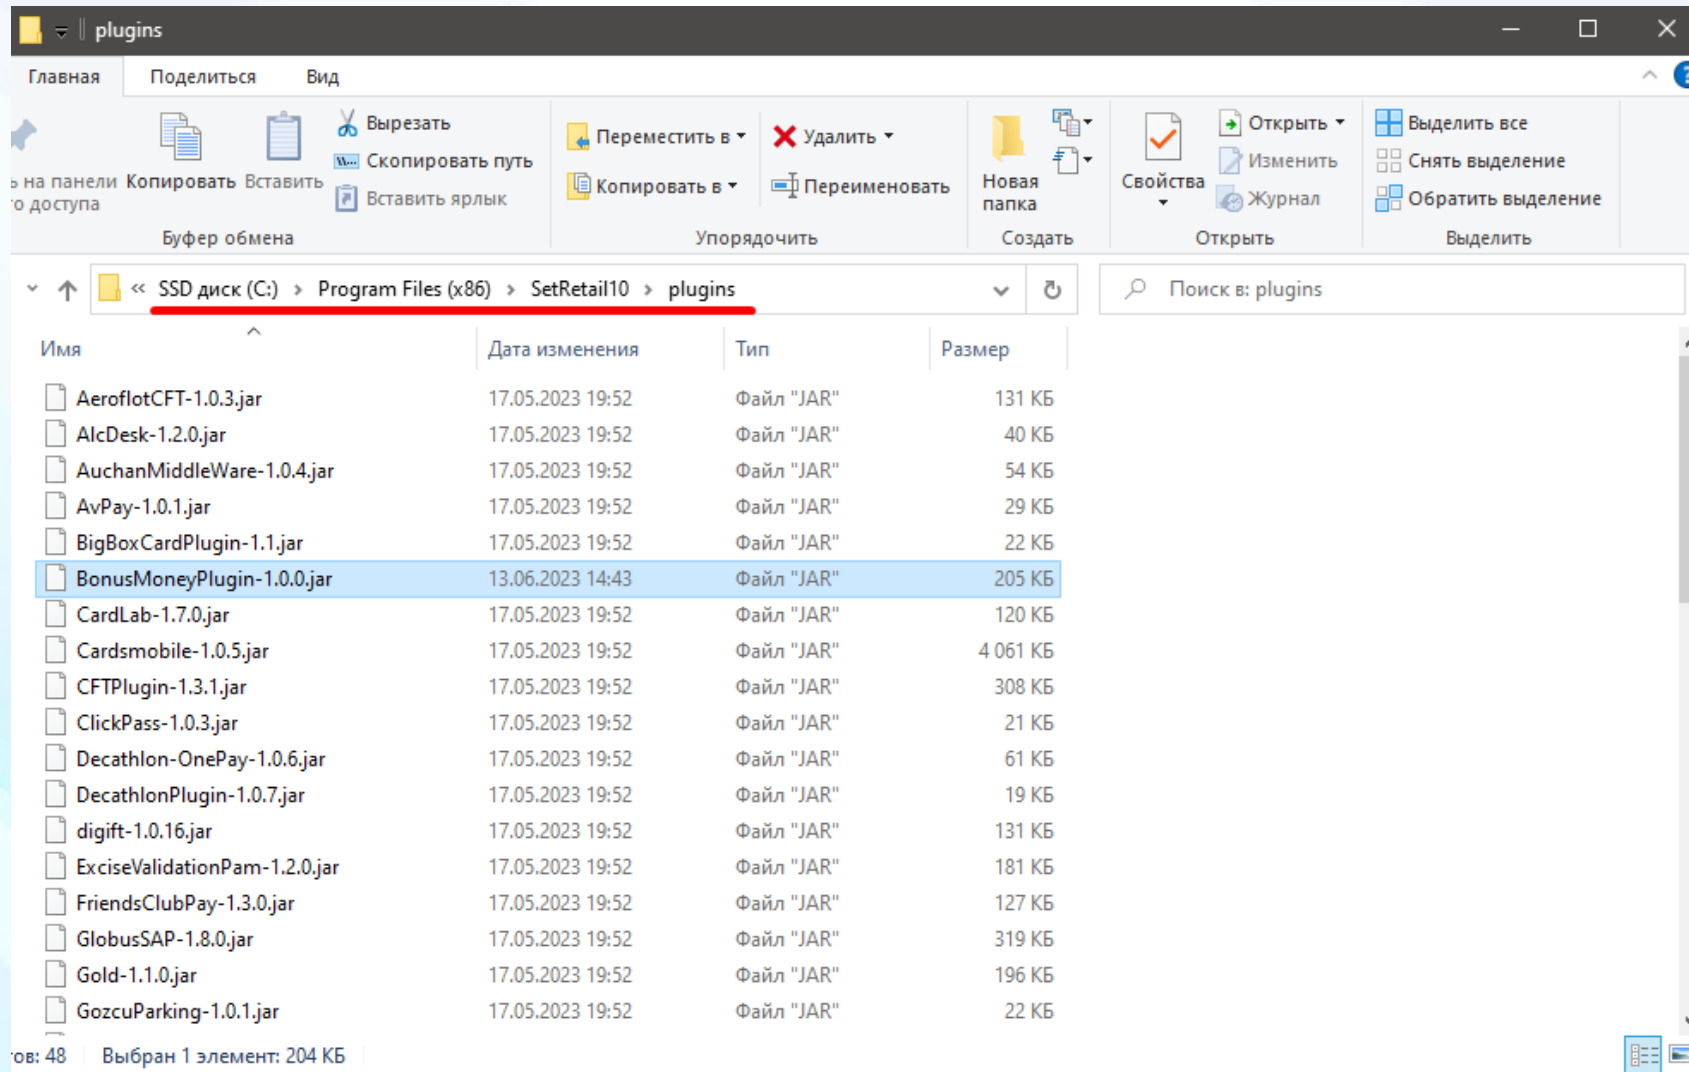 plugins
Главная Поделиться Вид
Вырезать
Скопировать путь
Вставить ярлык
ь на панели
о доступа
Копировать Вставить
Буфер обмена
Переместить в
Копировать в
Удалить
Переименовать
Упорядочить
Новая
папка
Создать
Свойства
Открыть
Изменить
Журнал
Открыть
Выделить все
Снять выделение
Обратить выделение
Выделить
« SSD диск (C:) › Program Files (x86) › SetRetail10 › plugins
Поиск в: plugins
Имя Дата изменения Тип Размер
AeroflotCFT-1.0.3.jar 17.05.2023 19:52 Файл "JAR" 131 КБ
AlcDesk-1.2.0.jar 17.05.2023 19:52 Файл "JAR" 40 КБ
AuchanMiddleWare-1.0.4.jar 17.05.2023 19:52 Файл "JAR" 54 КБ
AvPay-1.0.1.jar 17.05.2023 19:52 Файл "JAR" 29 КБ
BigBoxCardPlugin-1.1.jar 17.05.2023 19:52 Файл "JAR" 22 КБ
BonusMoneyPlugin-1.0.0.jar 13.06.2023 14:43 Файл "JAR" 205 КБ
CardLab-1.7.0.jar 17.05.2023 19:52 Файл "JAR" 120 КБ
Cardsmobile-1.0.5.jar 17.05.2023 19:52 Файл "JAR" 4 061 КБ
CFTPlugin-1.3.1.jar 17.05.2023 19:52 Файл "JAR" 308 КБ
ClickPass-1.0.3.jar 17.05.2023 19:52 Файл "JAR" 21 КБ
Decathlon-OnePay-1.0.6.jar 17.05.2023 19:52 Файл "JAR" 61 КБ
DecathlonPlugin-1.0.7.jar 17.05.2023 19:52 Файл "JAR" 19 КБ
digift-1.0.16.jar 17.05.2023 19:52 Файл "JAR" 131 КБ
ExciseValidationPam-1.2.0.jar 17.05.2023 19:52 Файл "JAR" 181 КБ
FriendsClubPay-1.3.0.jar 17.05.2023 19:52 Файл "JAR" 127 КБ
GlobusSAP-1.8.0.jar 17.05.2023 19:52 Файл "JAR" 319 КБ
Gold-1.1.0.jar 17.05.2023 19:52 Файл "JAR" 196 КБ
GozcuParking-1.0.1.jar 17.05.2023 19:52 Файл "JAR" 22 КБ
ов: 48 Выбран 1 элемент: 204 КБ